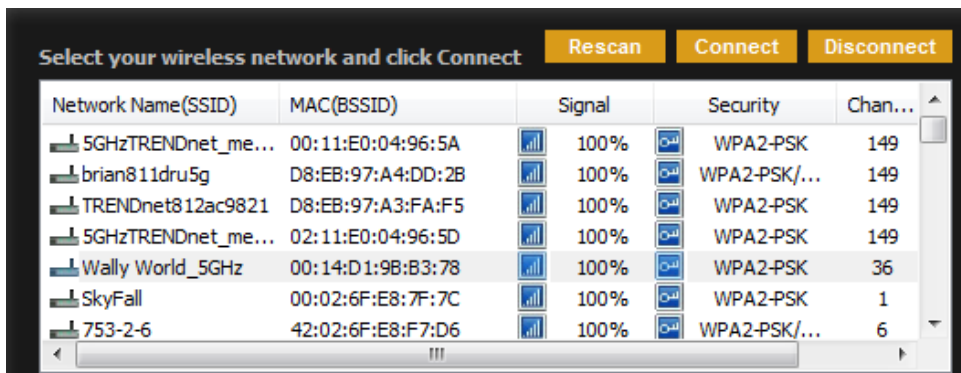 Select your wireless network and click Connect Rescan Connect Disconnect
Network Name(SSID) MAC(BSSID) Signal Security Chan...
5GHzTRENDnet_me... 00:11:E0:04:96:5A 100% WPA2-PSK 149
brian811dru5g D8:EB:97:A4:DD:2B 100% WPA2-PSK/... 149
TRENDnet812ac9821 D8:EB:97:A3:FA:F5 100% WPA2-PSK 149
5GHzTRENDnet_me... 02:11:E0:04:96:5D 100% WPA2-PSK 149
Wally World_5GHz 00:14:D1:9B:B3:78 100% WPA2-PSK 36
SkyFall 00:02:6F:E8:7F:7C 100% WPA2-PSK 1
753-2-6 42:02:6F:E8:F7:D6 100% WPA2-PSK/... 6